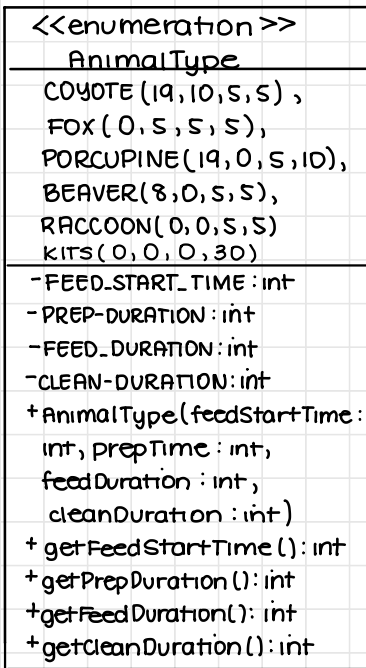 <<enumeration>>
AnimalType
COYOTE (19,10,5,5),
FOX (0,5,5,5),
PORCUPINE(19,0,5,10),
BEAVER(8,0,5,5),
RACCOON(0,0,5,5)
KITS(0,0,0,30)
-FEED_START_TIME: int
-PREP-DURATION: int
-FEED_DURATION: int
-CLEAN-DURATION: int
+AnimalType(feedStartTime:
int, prepTime: int,
feedDuration: int,
cleanDuration: int)
+getFeedStartTime(): int
+getPrepDuration(): int
+getFeedDuration(): int
+getCleanDuration(): int